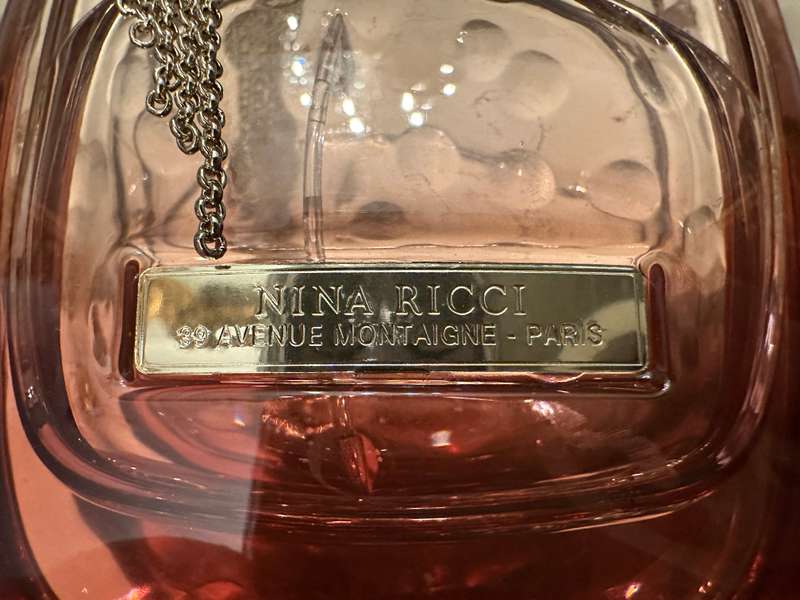 NINA RICCI
39 AVENUE MONTAIGNE - PARIS